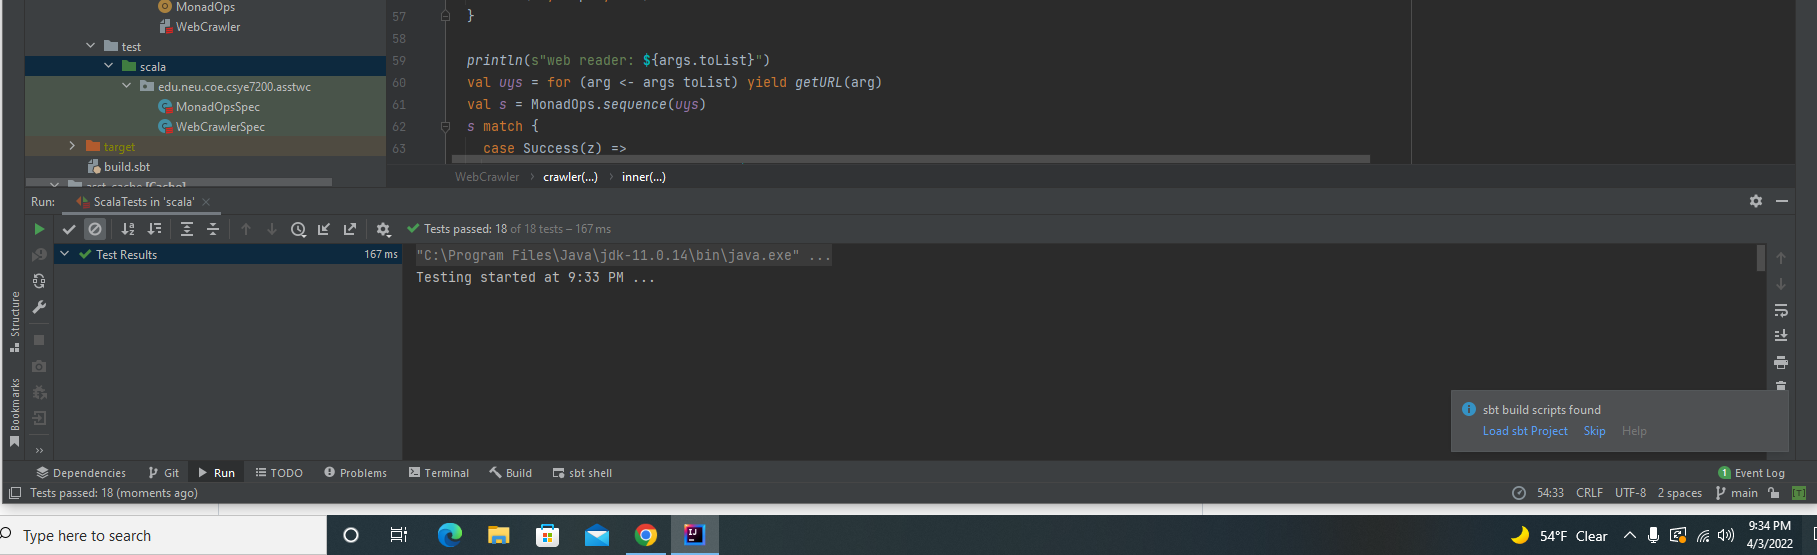 MonadOps
WebCrawler
test
scala
edu.neu.coe.csye7200.asstwc
MonadOpsSpec
WebCrawlerSpec
target
build.sbt
57 }
58
59 println(s"web reader: ${args.toList}")
60 val uys = for (arg <- args toList) yield getURL(arg)
61 val s = MonadOps.sequence(uys)
62 s match {
63 case Success(z) =>
WebCrawler > crawler(...) > inner(...)
Run: ScalaTests in 'scala' ×
Tests passed: 18 of 18 tests – 167 ms
Test Results 167 ms
"C:\Program Files\Java\jdk-11.0.14\bin\java.exe" ...
Testing started at 9:33 PM ...
Structure
Bookmarks
sbt build scripts found
Load sbt Project Skip Help
Dependencies Git Run TODO Problems Terminal Build sbt shell 1 Event Log
Tests passed: 18 (moments ago) 54:33 CRLF UTF-8 2 spaces main [T]
Type here to search
IJ
54°F Clear
9:34 PM
4/3/2022